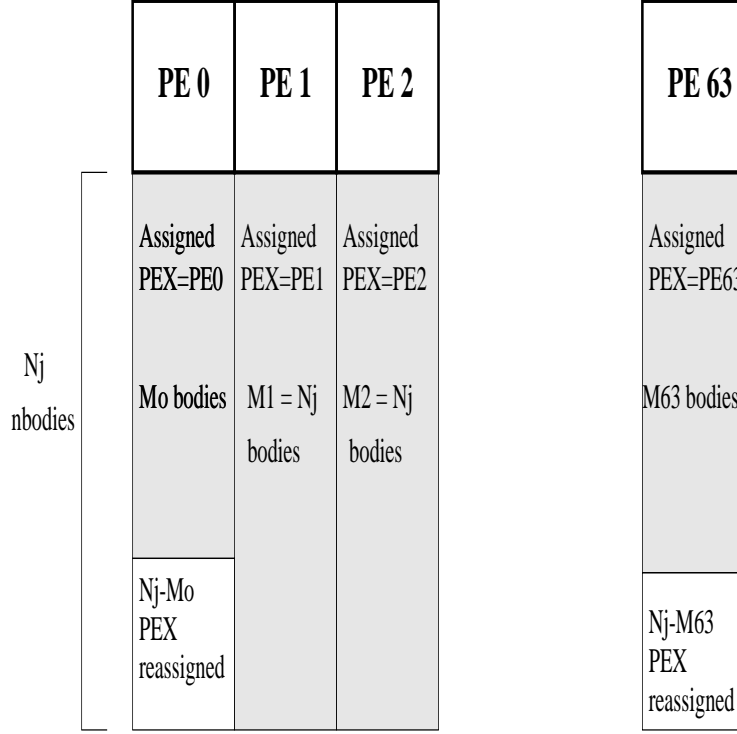 PE 0
PE 1
PE 2
PE 63
Nj
nbodies
Assigned
PEX=PE0
Mo bodies
Nj-Mo
PEX
reassigned
Assigned
PEX=PE1
M1 = Nj
bodies
Assigned
PEX=PE2
M2 = Nj
bodies
Assigned
PEX=PE63
M63 bodies
Nj-M63
PEX
reassigned